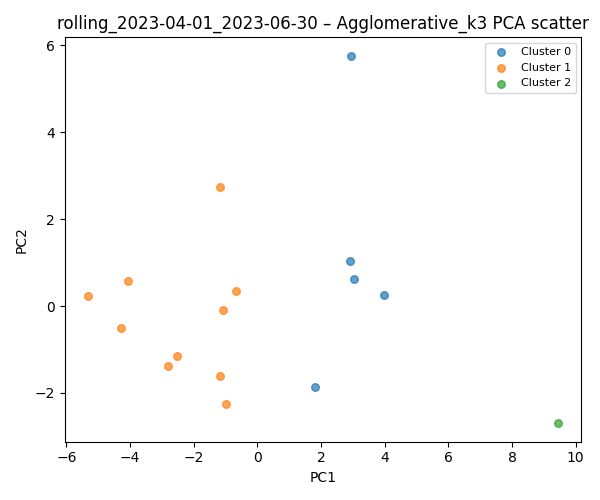 rolling_2023-04-01_2023-06-30 – Agglomerative_k3 PCA scatter
Cluster 0
Cluster 1
Cluster 2
PC2
6
4
2
0
−2
−6
−4
−2
0
2
4
6
8
10
PC1